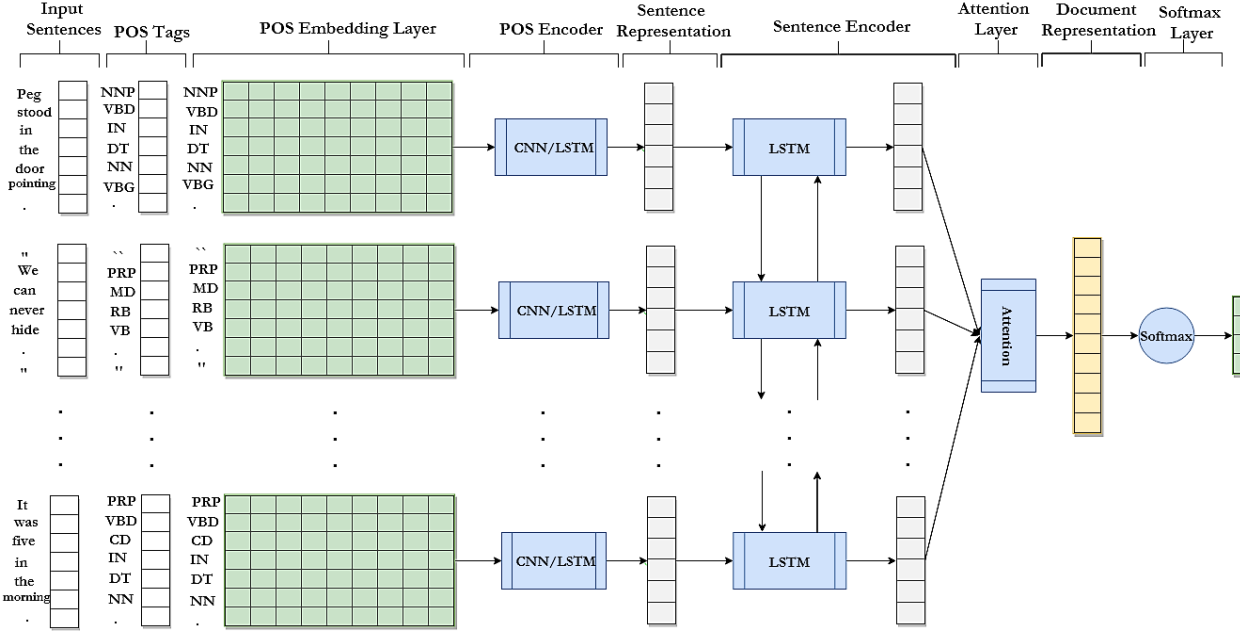 Input
Sentences
POS Tags
POS Embedding Layer
POS Encoder
Sentence
Representation
Sentence Encoder
Attention
Layer
Document
Representation
Softmax
Layer
Peg NNP NNP
stood VBD VBD
in IN IN
the DT DT
door NN NN
pointing VBG VBG
. . .
CNN/LSTM
LSTM
" `` ``
We PRP PRP
can MD MD
never RB RB
hide VB VB
. . .
" " "
CNN/LSTM
LSTM
Attention
Softmax
It PRP PRP
was VBD VBD
five CD CD
in IN IN
the DT DT
morning NN NN
. . .
CNN/LSTM
LSTM